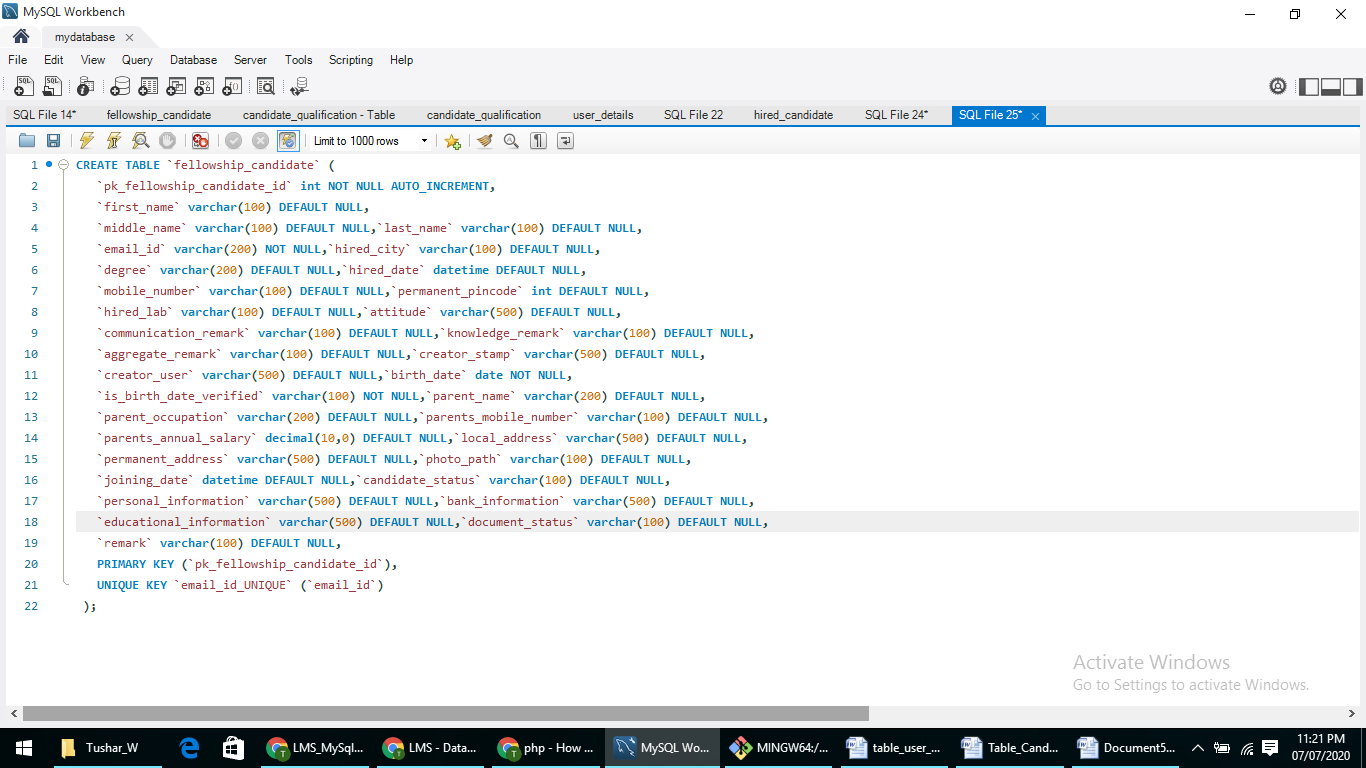 MySQL Workbench
mydatabase
File Edit View Query Database Server Tools Scripting Help
SQL File 14* fellowship_candidate candidate_qualification - Table candidate_qualification user_details SQL File 22 hired_candidate SQL File 24* SQL File 25*
Limit to 1000 rows
1 CREATE TABLE `fellowship_candidate` (
2 `pk_fellowship_candidate_id` int NOT NULL AUTO_INCREMENT,
3 `first_name` varchar(100) DEFAULT NULL,
4 `middle_name` varchar(100) DEFAULT NULL,`last_name` varchar(100) DEFAULT NULL,
5 `email_id` varchar(200) NOT NULL,`hired_city` varchar(100) DEFAULT NULL,
6 `degree` varchar(200) DEFAULT NULL,`hired_date` datetime DEFAULT NULL,
7 `mobile_number` varchar(100) DEFAULT NULL,`permanent_pincode` int DEFAULT NULL,
8 `hired_lab` varchar(100) DEFAULT NULL,`attitude` varchar(500) DEFAULT NULL,
9 `communication_remark` varchar(100) DEFAULT NULL,`knowledge_remark` varchar(100) DEFAULT NULL,
10 `aggregate_remark` varchar(100) DEFAULT NULL,`creator_stamp` varchar(500) DEFAULT NULL,
11 `creator_user` varchar(500) DEFAULT NULL,`birth_date` date NOT NULL,
12 `is_birth_date_verified` varchar(100) NOT NULL,`parent_name` varchar(200) DEFAULT NULL,
13 `parent_occupation` varchar(200) DEFAULT NULL,`parents_mobile_number` varchar(100) DEFAULT NULL,
14 `parents_annual_salary` decimal(10,0) DEFAULT NULL,`local_address` varchar(500) DEFAULT NULL,
15 `permanent_address` varchar(500) DEFAULT NULL,`photo_path` varchar(100) DEFAULT NULL,
16 `joining_date` datetime DEFAULT NULL,`candidate_status` varchar(100) DEFAULT NULL,
17 `personal_information` varchar(500) DEFAULT NULL,`bank_information` varchar(500) DEFAULT NULL,
18 `educational_information` varchar(500) DEFAULT NULL,`document_status` varchar(100) DEFAULT NULL,
19 `remark` varchar(100) DEFAULT NULL,
20 PRIMARY KEY (`pk_fellowship_candidate_id`),
21 UNIQUE KEY `email_id_UNIQUE` (`email_id`)
22 );
Activate Windows
Go to Settings to activate Windows.
Tushar_W LMS_MySql... LMS - Data... php - How ... MySQL Wo... MINGW64:/... table_user_... Table_Cand... Document5... 11:21 PM
07/07/2020